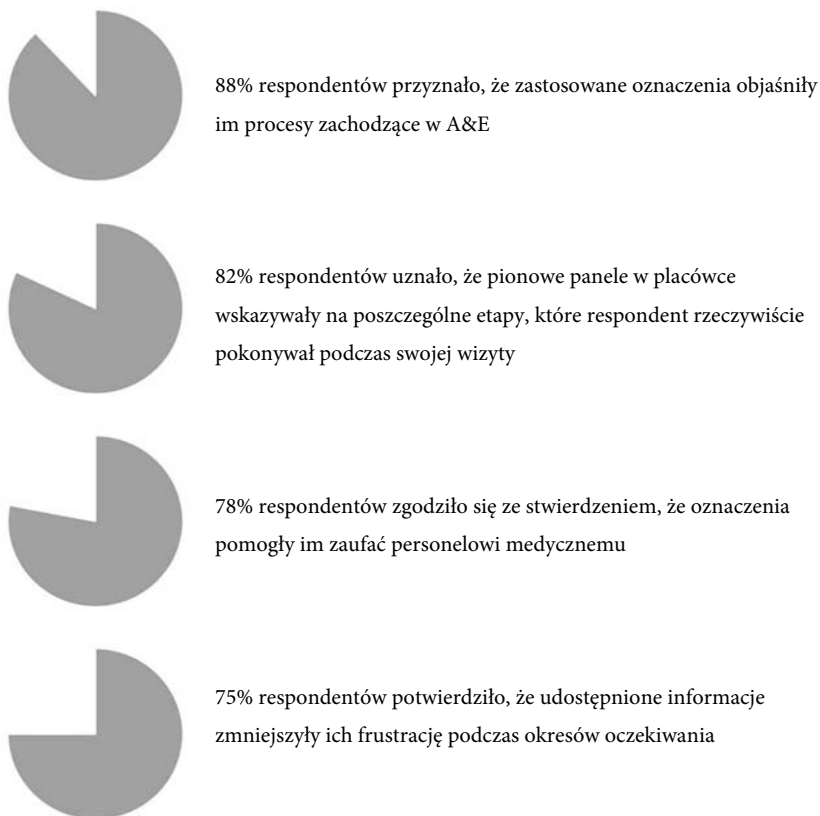 88% respondentów przyznało, że zastosowane oznaczenia objaśniły
im procesy zachodzące w A&E
82% respondentów uznało, że pionowe panele w placówce
wskazywały na poszczególne etapy, które respondent rzeczywiście
pokonywał podczas swojej wizyty
78% respondentów zgodziło się ze stwierdzeniem, że oznaczenia
pomogły im zaufać personelowi medycznemu
75% respondentów potwierdziło, że udostępnione informacje
zmniejszyły ich frustrację podczas okresów oczekiwania